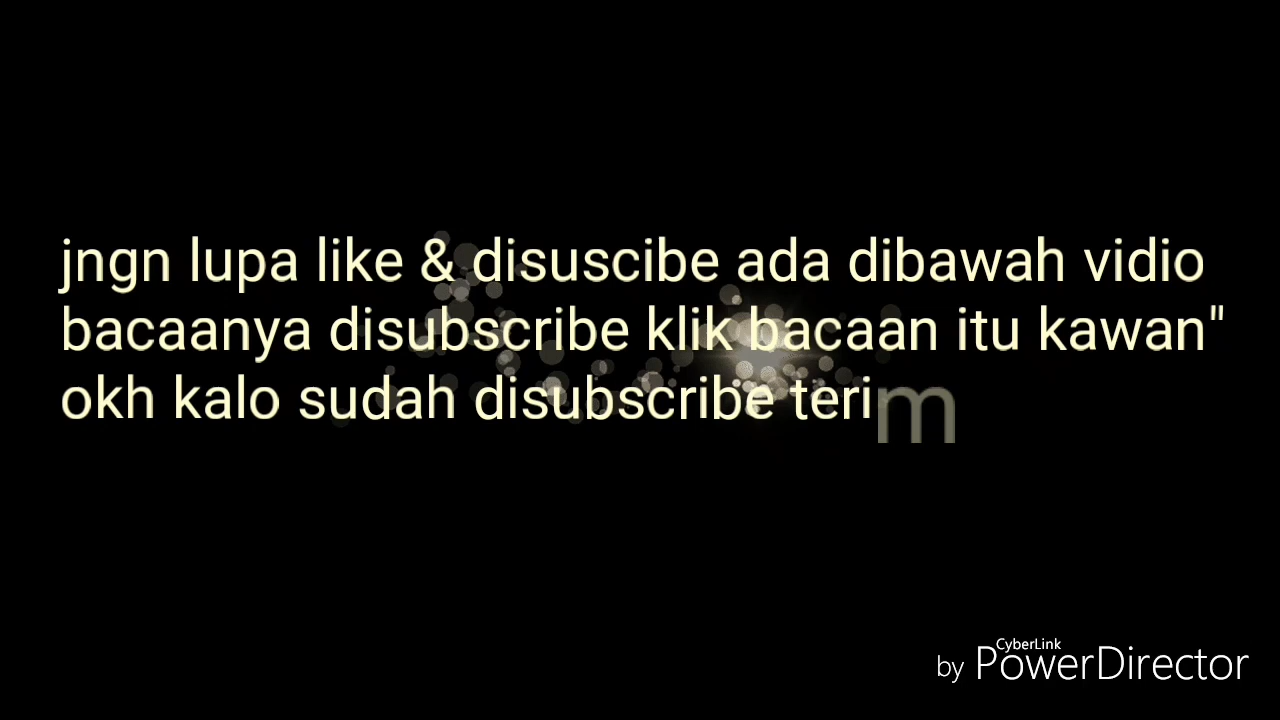 jngn lupa like & disuscibe ada dibawah vidio
bacaanya disubscribe klik bacaan itu kawan"
okh kalo sudah disubscribe terim
CyberLink
by PowerDirector